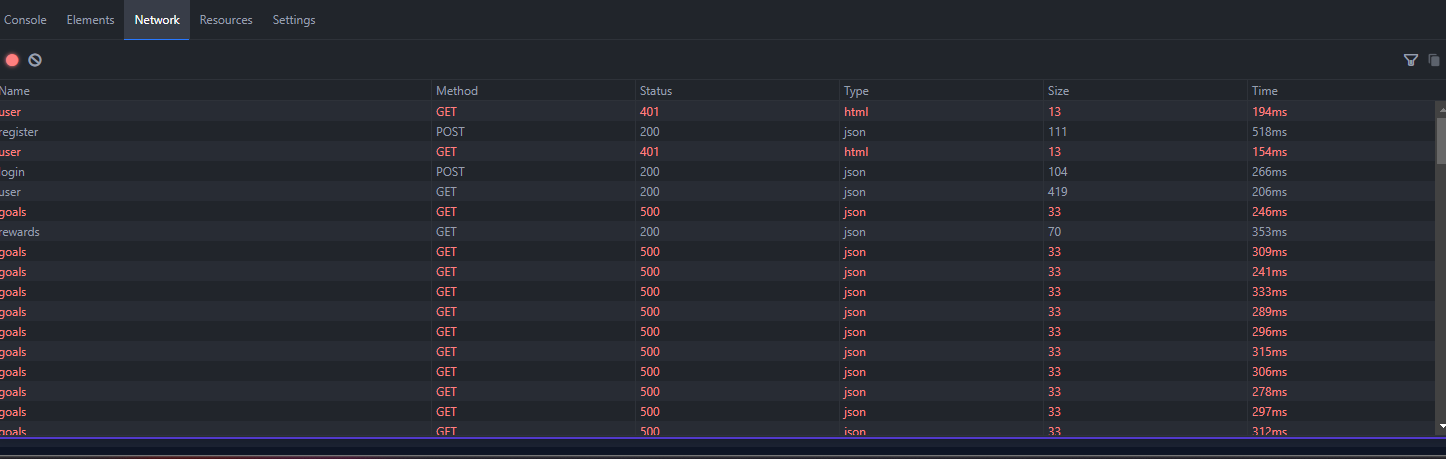 Console Elements Network Resources Settings
Name Method Status Type Size Time
user GET 401 html 13 194ms
register POST 200 json 111 518ms
user GET 401 html 13 154ms
login POST 200 json 104 266ms
user GET 200 json 419 206ms
goals GET 500 json 33 246ms
rewards GET 200 json 70 353ms
goals GET 500 json 33 309ms
goals GET 500 json 33 241ms
goals GET 500 json 33 333ms
goals GET 500 json 33 289ms
goals GET 500 json 33 296ms
goals GET 500 json 33 315ms
goals GET 500 json 33 306ms
goals GET 500 json 33 278ms
goals GET 500 json 33 297ms
goals GET 500 json 33 312ms